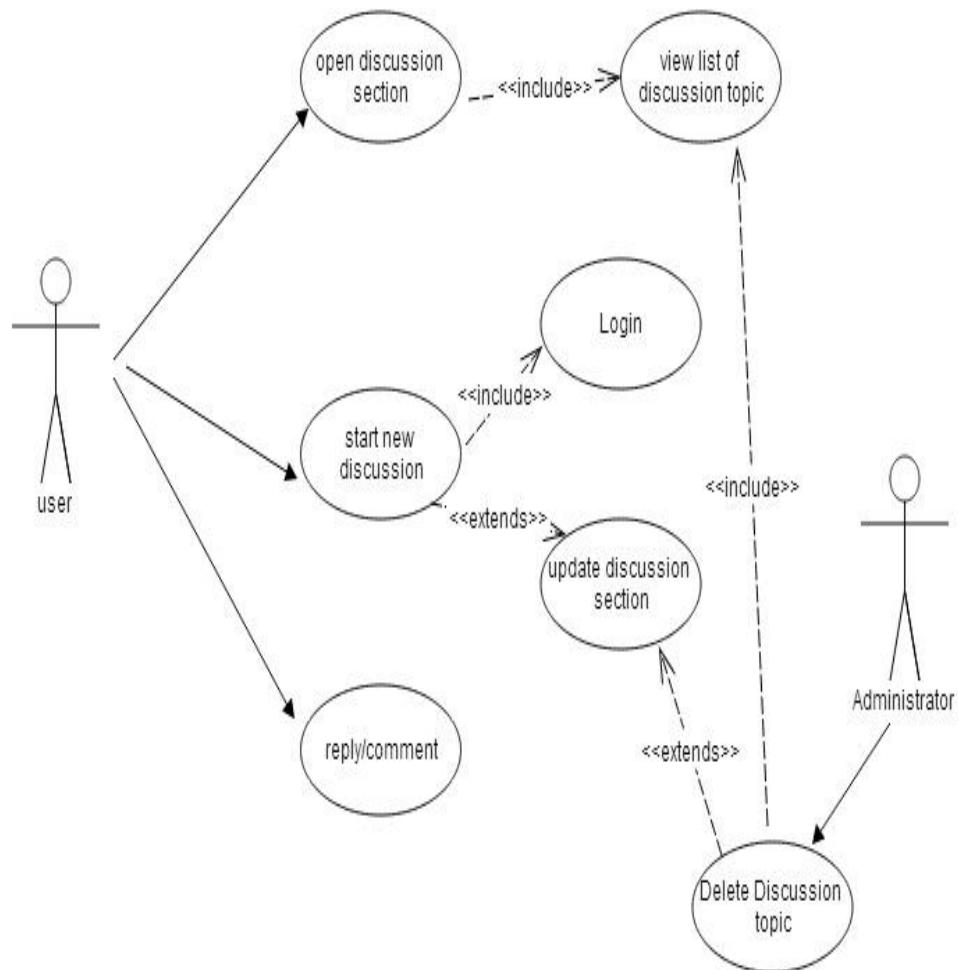 open discussion
section
<<include>>
view list of
discussion topic
Login
<<include>>
start new
discussion
user
<<extends>>
<<include>>
update discussion
section
Administrator
reply/comment
<<extends>>
Delete Discussion
topic